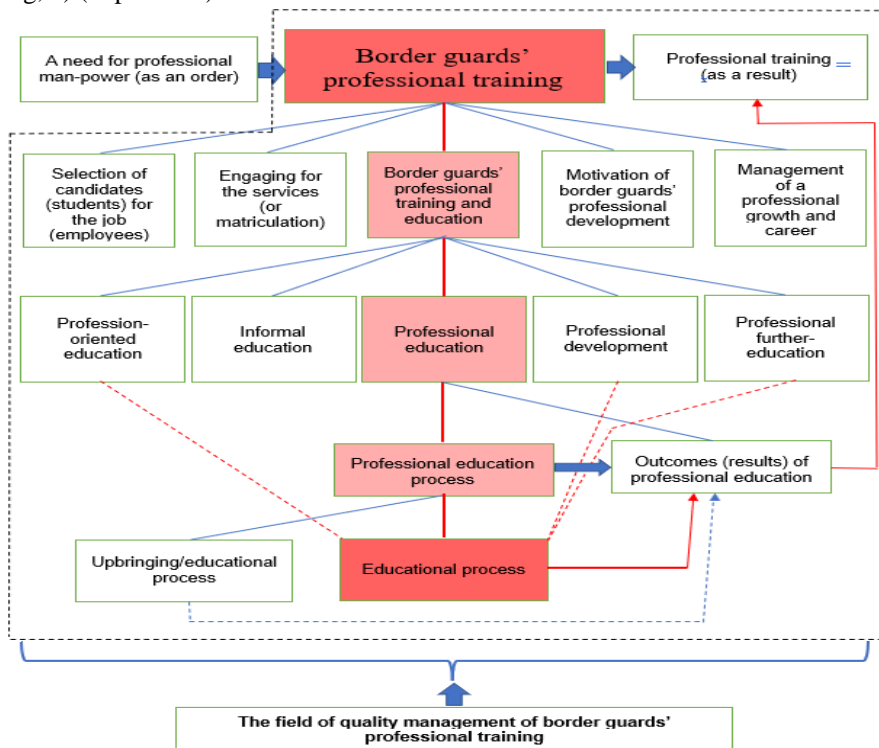 A need for professional
man-power (as an order)
Border guards’
professional training
Professional training =
(as a result)
Selection of
candidates
(students) for
the job
(employees)
Engaging for
the services
(or
matriculation)
Border guards’
professional
training and
education
Motivation of
border guards’
professional
development
Management
of a
professional
growth and
career
Profession-
oriented
education
Informal
education
Professional
education
Professional
development
Professional
further-
education
Professional education
process
Outcomes (results) of
professional education
Upbringing/educational
process
Educational process
The field of quality management of border guards’
professional training